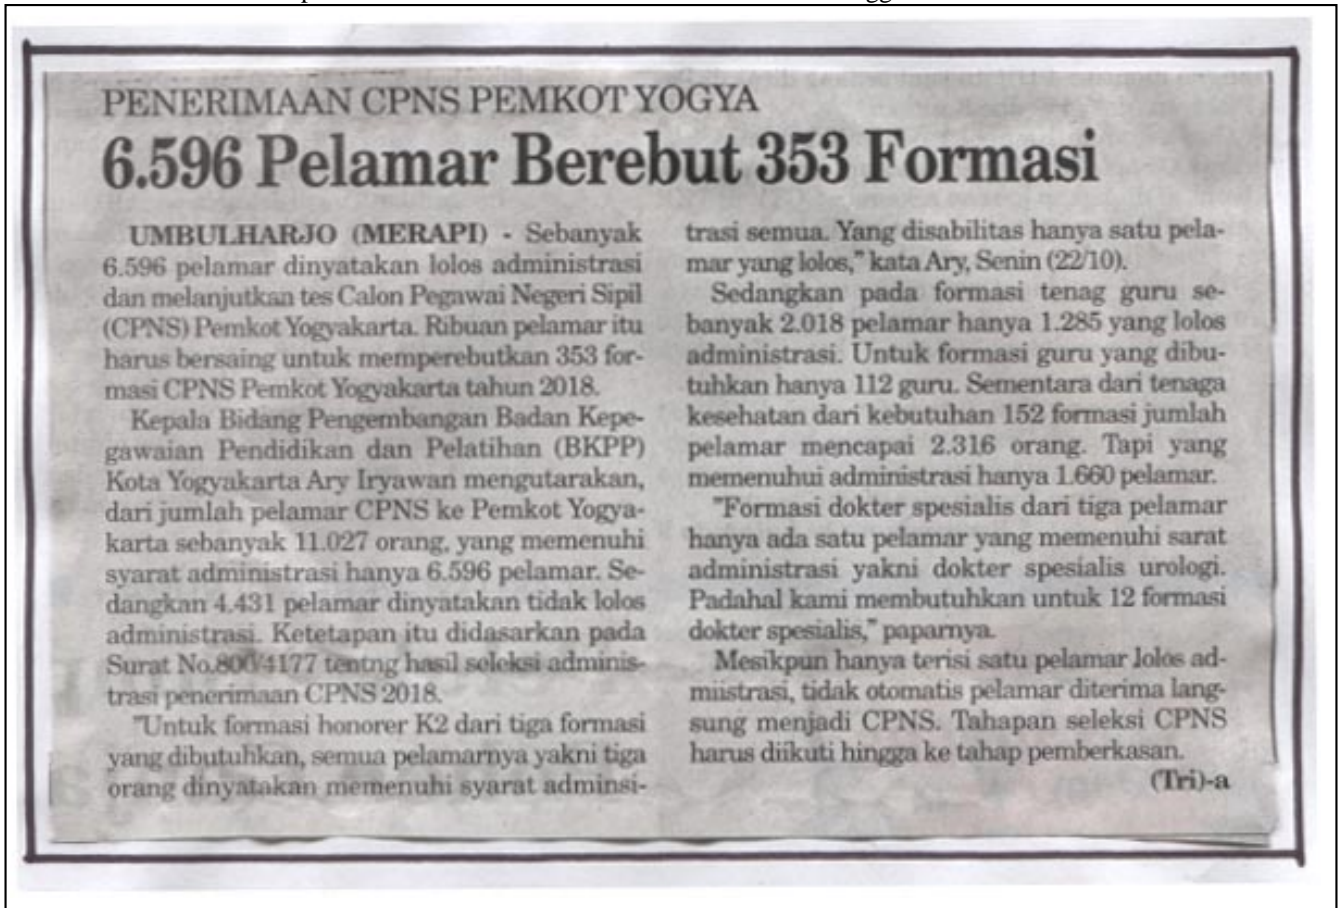 PENERIMAAN CPNS PEMKOT YOGYA
6.596 Pelamar Berebut 353 Formasi
UMBULHARJO (MERAPI) - Sebanyak
6.596 pelamar dinyatakan lolos administrasi
dan melanjutkan tes Calon Pegawai Negeri Sipil
(CPNS) Pemkot Yogyakarta. Ribuan pelamar itu
harus bersaing untuk memperebutkan 353 for-
masi CPNS Pemkot Yogyakarta tahun 2018.
Kepala Bidang Pengembangan Badan Kepe-
gawaian Pendidikan dan Pelatihan (BKPP)
Kota Yogyakarta Ary Iryawan mengutarakan,
dari jumlah pelamar CPNS ke Pemkot Yogya-
karta sebanyak 11.027 orang, yang memenuhi
syarat administrasi hanya 6.596 pelamar. Se-
dangkan 4.431 pelamar dinyatakan tidak lolos
administrasi. Ketetapan itu didasarkan pada
Surat No.800/4177 tentng hasil seleksi adminis-
trasi penerimaan CPNS 2018.
"Untuk formasi honorer K2 dari tiga formasi
yang dibutuhkan, semua pelamarnya yakni tiga
orang dinyatakan memenuhi syarat adminsi-
trasi semua. Yang disabilitas hanya satu pela-
mar yang lolos," kata Ary, Senin (22/10).
Sedangkan pada formasi tenag guru se-
banyak 2.018 pelamar hanya 1.285 yang lolos
administrasi. Untuk formasi guru yang dibu-
tuhkan hanya 112 guru. Sementara dari tenaga
kesehatan dari kebutuhan 152 formasi jumlah
pelamar mencapai 2.316 orang. Tapi yang
memenuhui administrasi hanya 1.660 pelamar.
"Formasi dokter spesialis dari tiga pelamar
hanya ada satu pelamar yang memenuhi sarat
administrasi yakni dokter spesialis urologi.
Padahal kami membutuhkan untuk 12 formasi
dokter spesialis," paparnya.
Mesikpun hanya terisi satu pelamar lolos ad-
miistrasi, tidak otomatis pelamar diterima lang-
sung menjadi CPNS. Tahapan seleksi CPNS
harus diikuti hingga ke tahap pemberkasan.
(Tri)-a